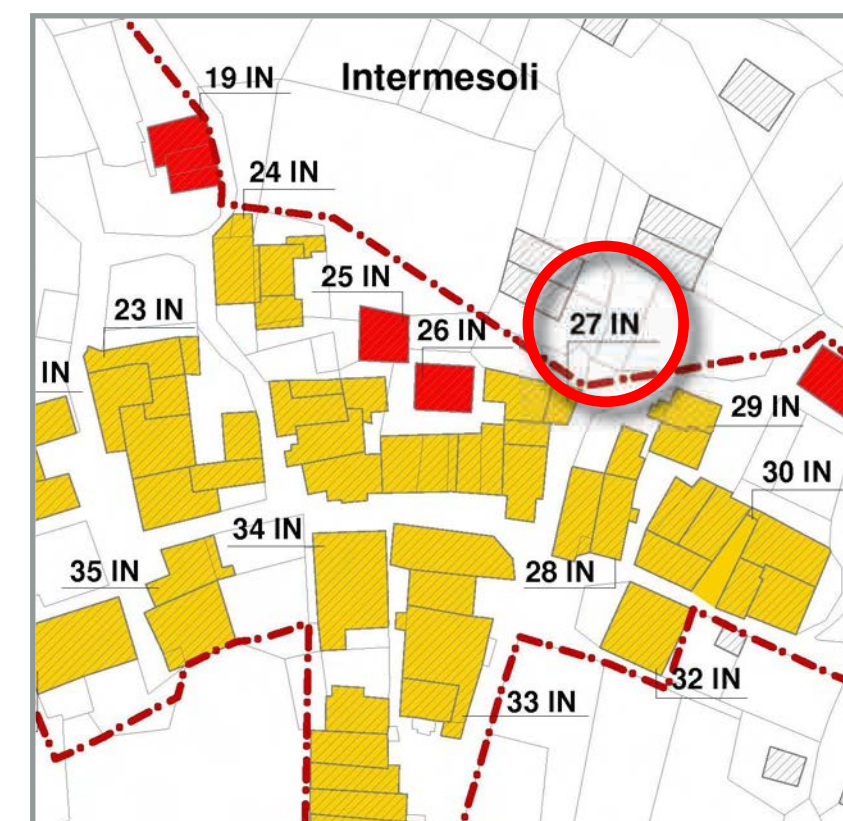 Intermesoli
19 IN
24 IN
25 IN
23 IN
26 IN
27 IN
IN
29 IN
30 IN
34 IN
35 IN
28 IN
32 IN
33 IN